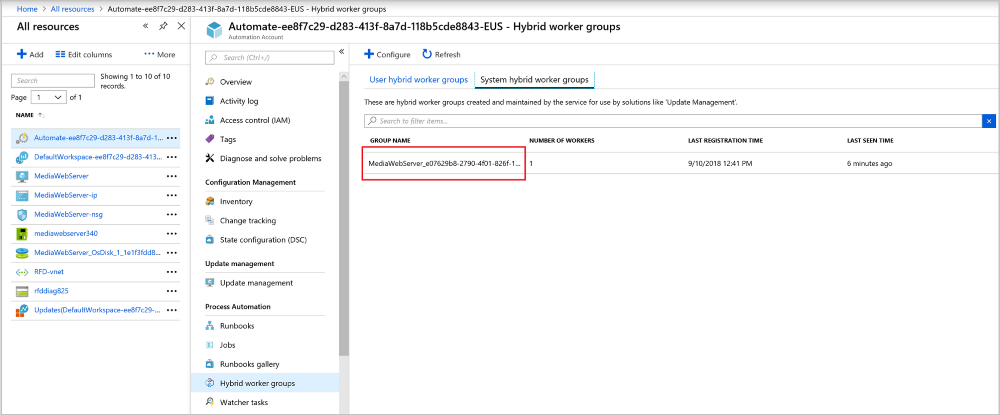 Home > All resources > Automate-ee8f7c29-d283-413f-8a7d-118b5cde8843-EUS - Hybrid worker groups
All resources
Add Edit columns ••• More
Search
Showing 1 to 10 of 10 records.
Page 1 of 1
NAME
Automate-ee8f7c29-d283-413f-8a7d-1... •••
DefaultWorkspace-ee8f7c29-d283-413... •••
MediaWebServer •••
MediaWebServer-ip •••
MediaWebServer-nsg •••
mediawebserver340 •••
MediaWebServer_OsDisk_1_1e1f3fdd8... •••
RFD-vnet •••
rfddiag825 •••
Updates(DefaultWorkspace-ee8f7c29-... •••
Automate-ee8f7c29-d283-413f-8a7d-118b5cde8843-EUS - Hybrid worker groups
Automation Account
Search (Ctrl+/)
Overview
Activity log
Access control (IAM)
Tags
Diagnose and solve problems
Configuration Management
Inventory
Change tracking
State configuration (DSC)
Update management
Update management
Process Automation
Runbooks
Jobs
Runbooks gallery
Hybrid worker groups
Watcher tasks
Configure Refresh
User hybrid worker groups System hybrid worker groups
These are hybrid worker groups created and maintained by the service for use by solutions like 'Update Management'.
Search to filter items...
GROUP NAME NUMBER OF WORKERS LAST REGISTRATION TIME LAST SEEN TIME
MediaWebServer_e07629b8-2790-4f01-826f-1... 1 9/10/2018 12:41 PM 6 minutes ago